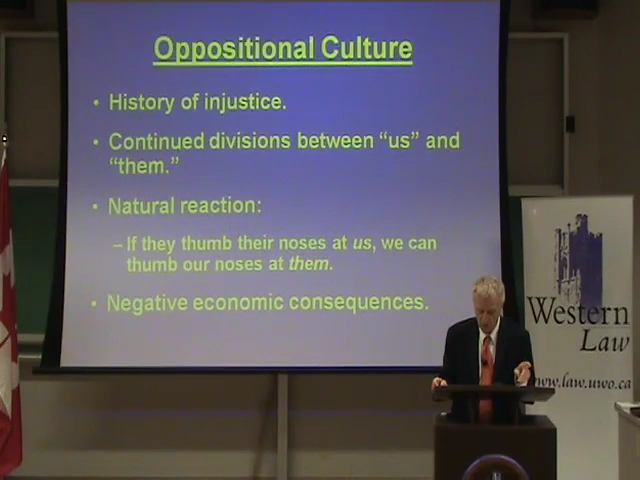 Oppositional Culture
• History of injustice.
• Continued divisions between “us” and
“them.”
• Natural reaction:
– If they thumb their noses at us, we can
thumb our noses at them.
• Negative economic consequences.
Western
Law
www.law.uwo.ca